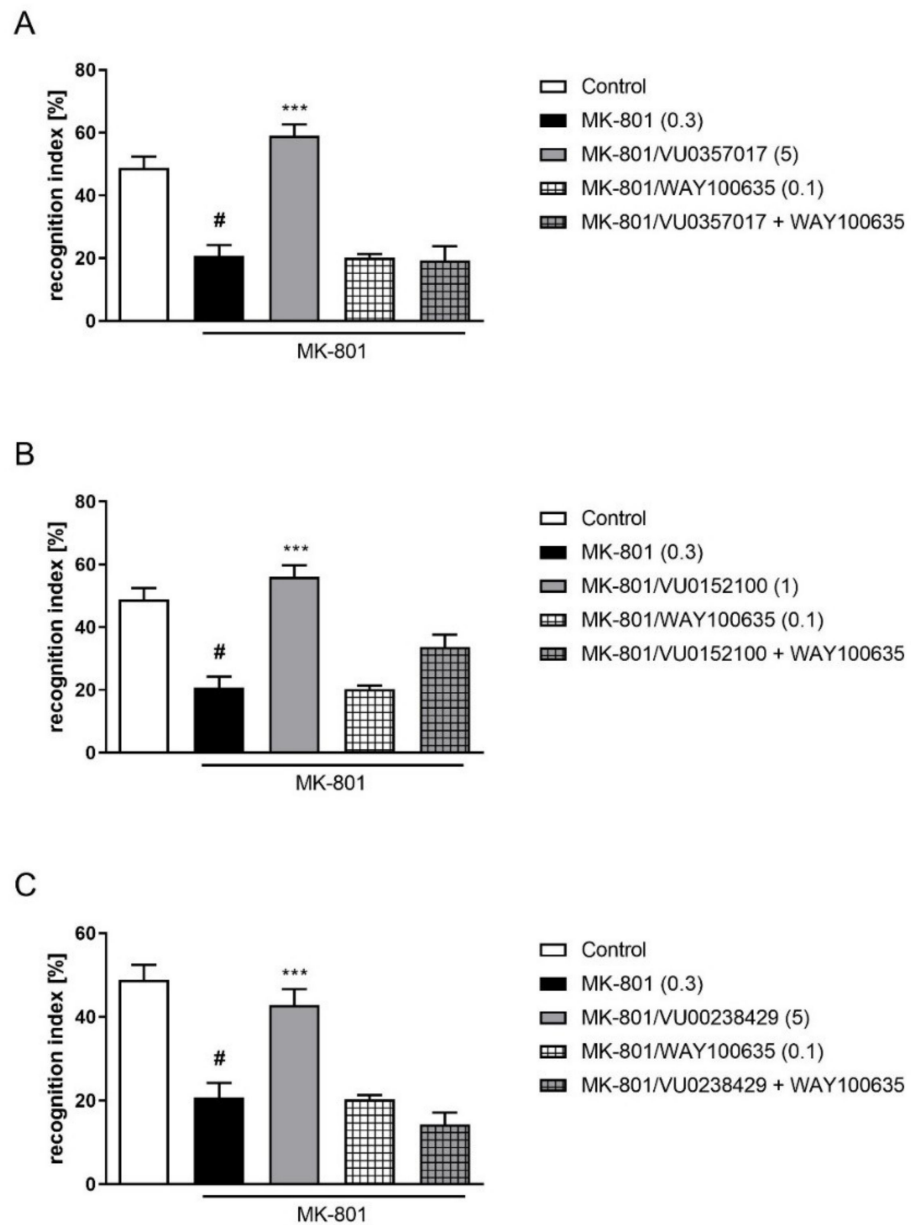 A
recognition index [%]
80
60
40
20
0
#
***
MK-801
Control
MK-801 (0.3)
MK-801/VU0357017 (5)
MK-801/WAY100635 (0.1)
MK-801/VU0357017 + WAY100635
B
recognition index [%]
80
60
40
20
0
#
***
MK-801
Control
MK-801 (0.3)
MK-801/VU0152100 (1)
MK-801/WAY100635 (0.1)
MK-801/VU0152100 + WAY100635
C
recognition index [%]
60
40
20
0
#
***
MK-801
Control
MK-801 (0.3)
MK-801/VU00238429 (5)
MK-801/WAY100635 (0.1)
MK-801/VU0238429 + WAY100635